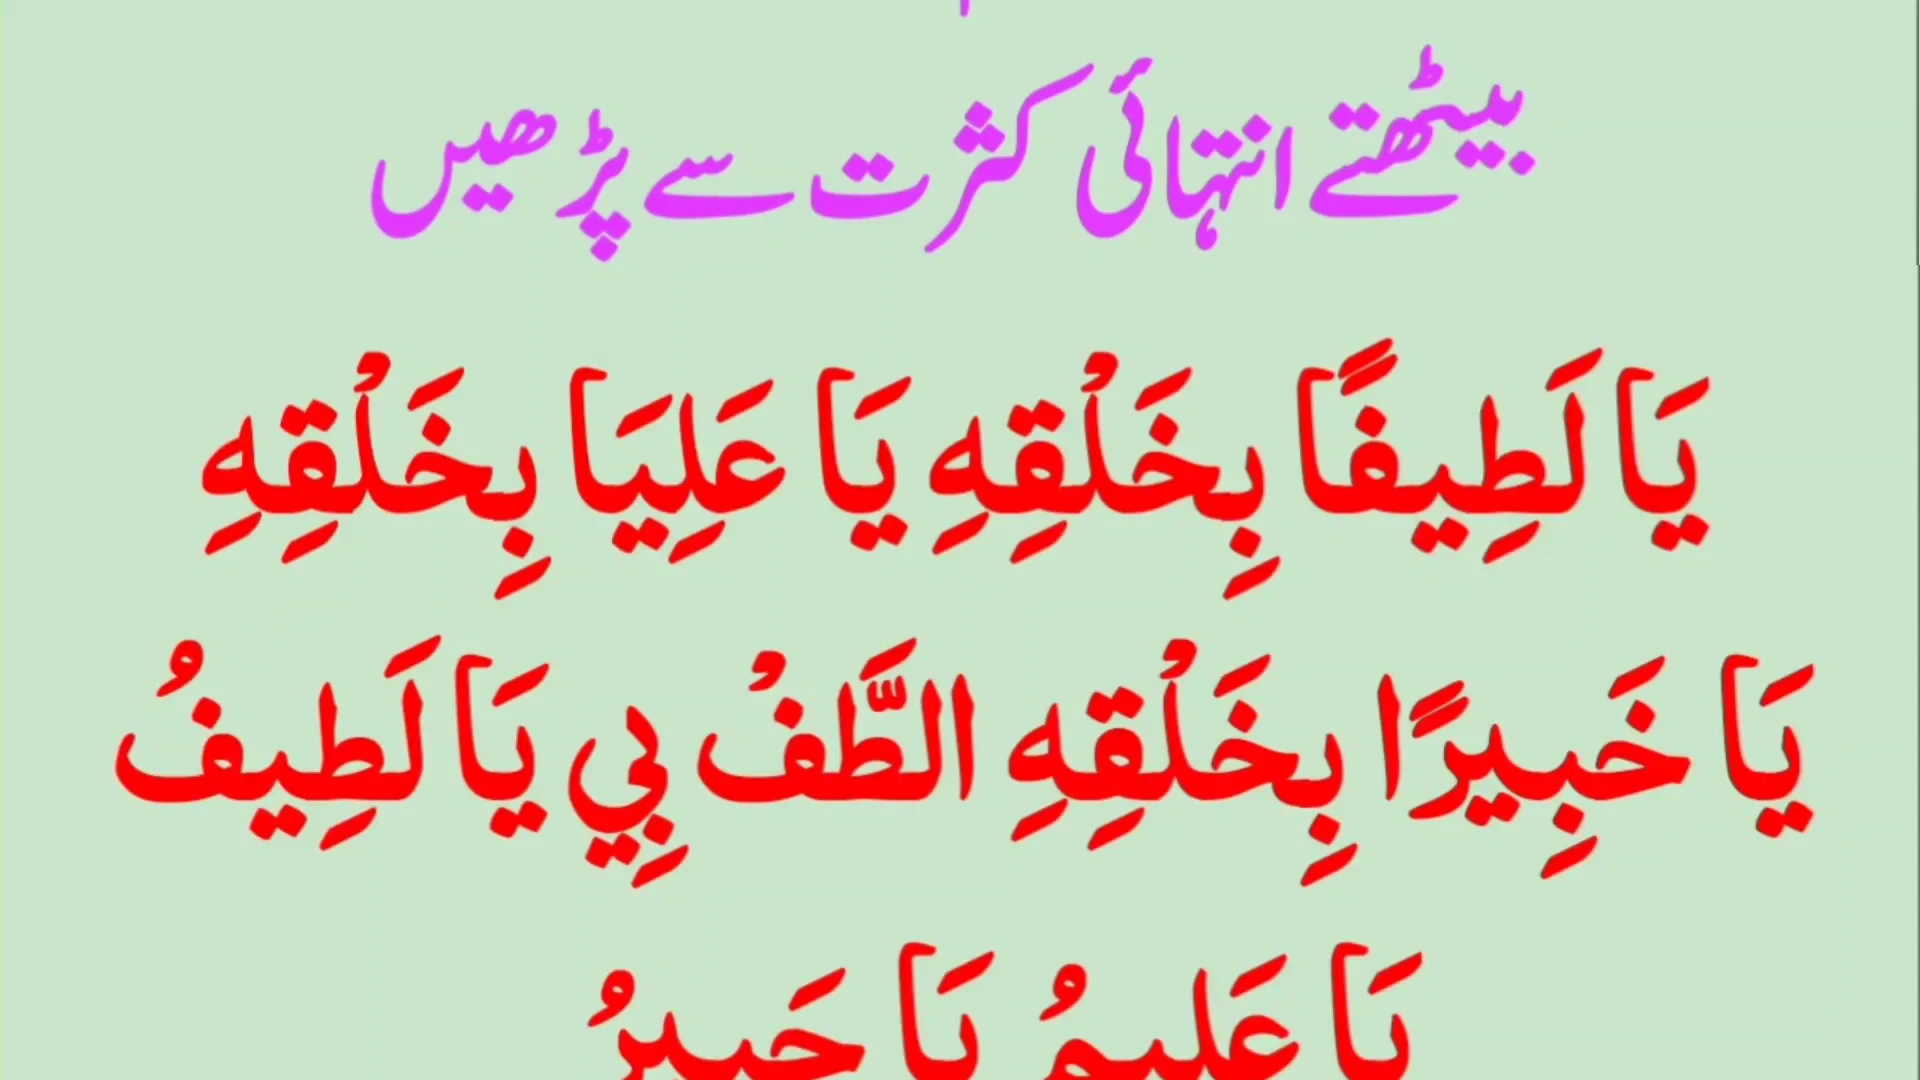 بیٹھتے انتہائی کثرت سے پڑھیں
يَا لَطِيفًا بِخَلْقِهِ يَا عَلِيَا بِخَلْقِهِ
يَا خَبِيرًا بِخَلْقِهِ الطَّفْ بِي يَا لَطِيفُ
يَا عَلِيمُ يَا خَبِيرُ